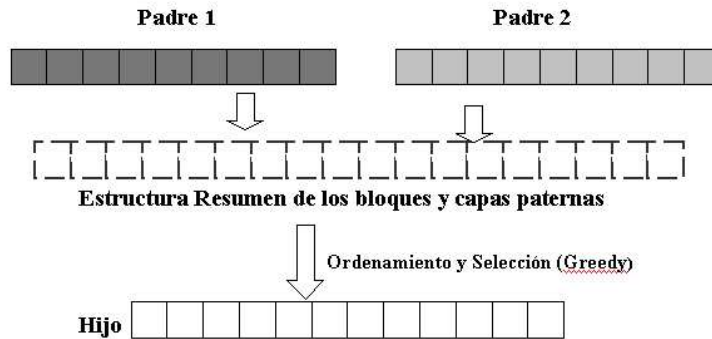 Padre 1
Padre 2
Estructura Resumen de los bloques y capas paternas
Ordenamiento y Selección (Greedy)
Hijo